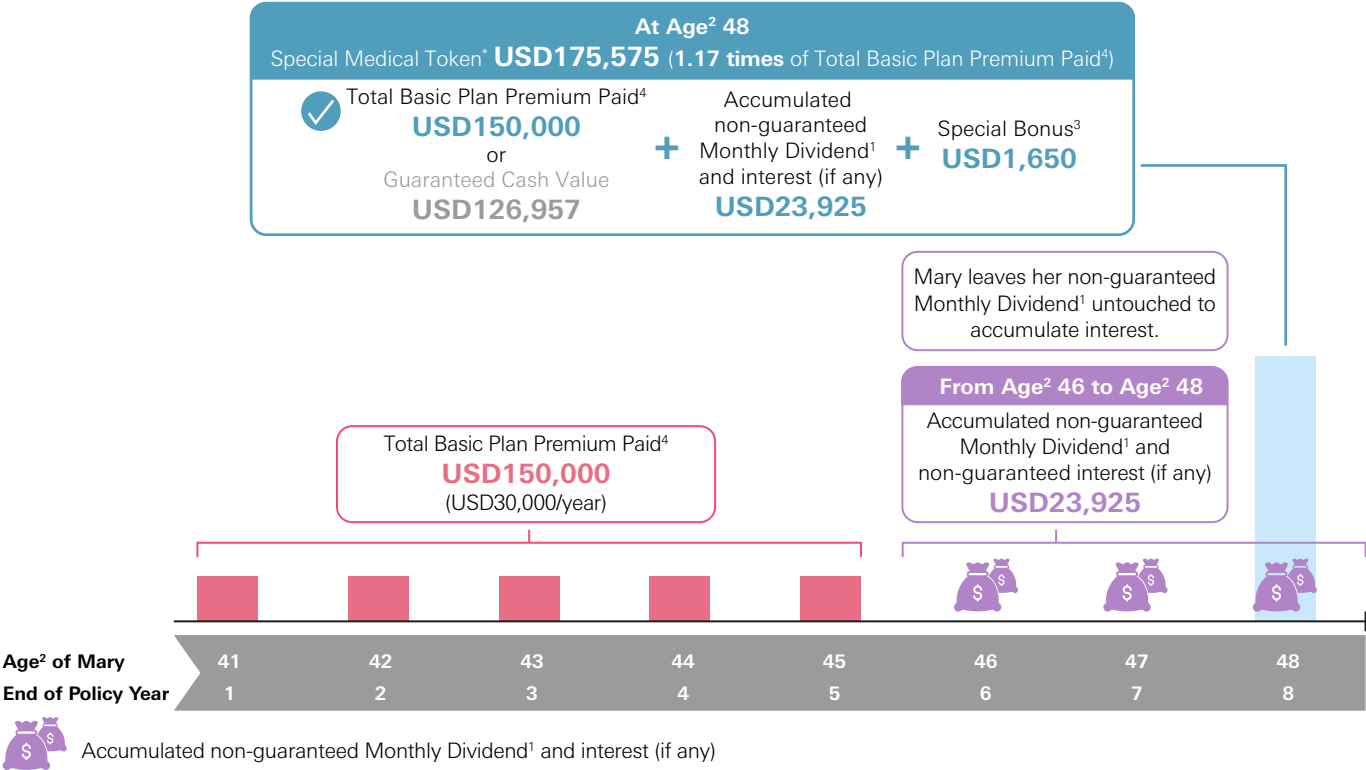 At Age² 48
Special Medical Token* USD175,575 (1.17 times of Total Basic Plan Premium Paid⁴)
Total Basic Plan Premium Paid⁴
USD150,000
or
Guaranteed Cash Value
USD126,957
+
Accumulated
non-guaranteed
Monthly Dividend¹
and interest (if any)
USD23,925
+
Special Bonus³
USD1,650
Mary leaves her non-guaranteed
Monthly Dividend¹ untouched to
accumulate interest.
From Age² 46 to Age² 48
Accumulated non-guaranteed
Monthly Dividend¹ and
non-guaranteed interest (if any)
USD23,925
Total Basic Plan Premium Paid⁴
USD150,000
(USD30,000/year)
$ $ $
Age² of Mary 41 42 43 44 45 46 47 48
End of Policy Year 1 2 3 4 5 6 7 8
$ Accumulated non-guaranteed Monthly Dividend¹ and interest (if any)